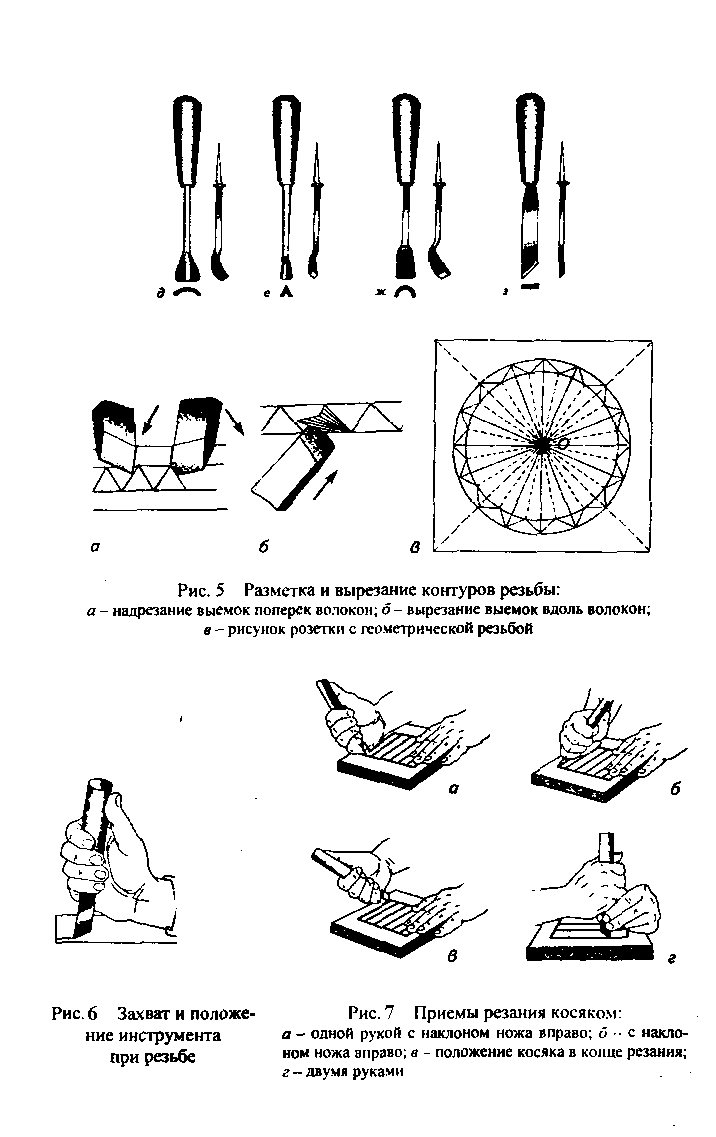 д е ж г
а б в
О
Рис. 5 Разметка и вырезание контуров резьбы:
а – надрезание выемок поперек волокон; б – вырезание выемок вдоль волокон;
в – рисунок розетки с геометрической резьбой
а б
в г
Рис. 6 Захват и положе-
ние инструмента
при резьбе
Рис. 7 Приемы резания косяком:
а – одной рукой с наклоном ножа вправо; б – с накло-
ном ножа вправо; в – положение косяка в конце резания;
г – двумя руками